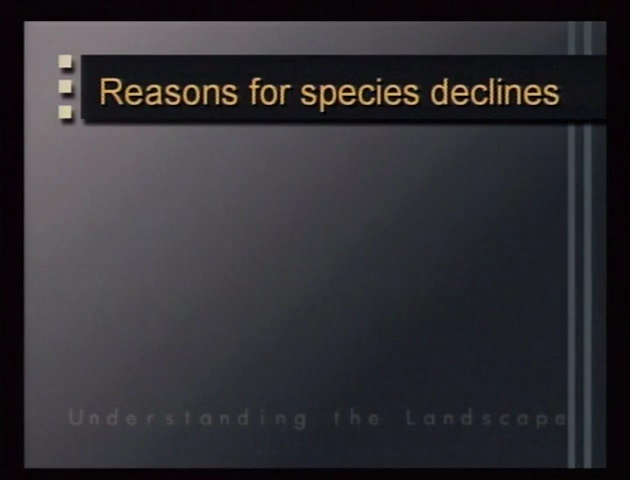 Reasons for species declines
Understanding the Landscape